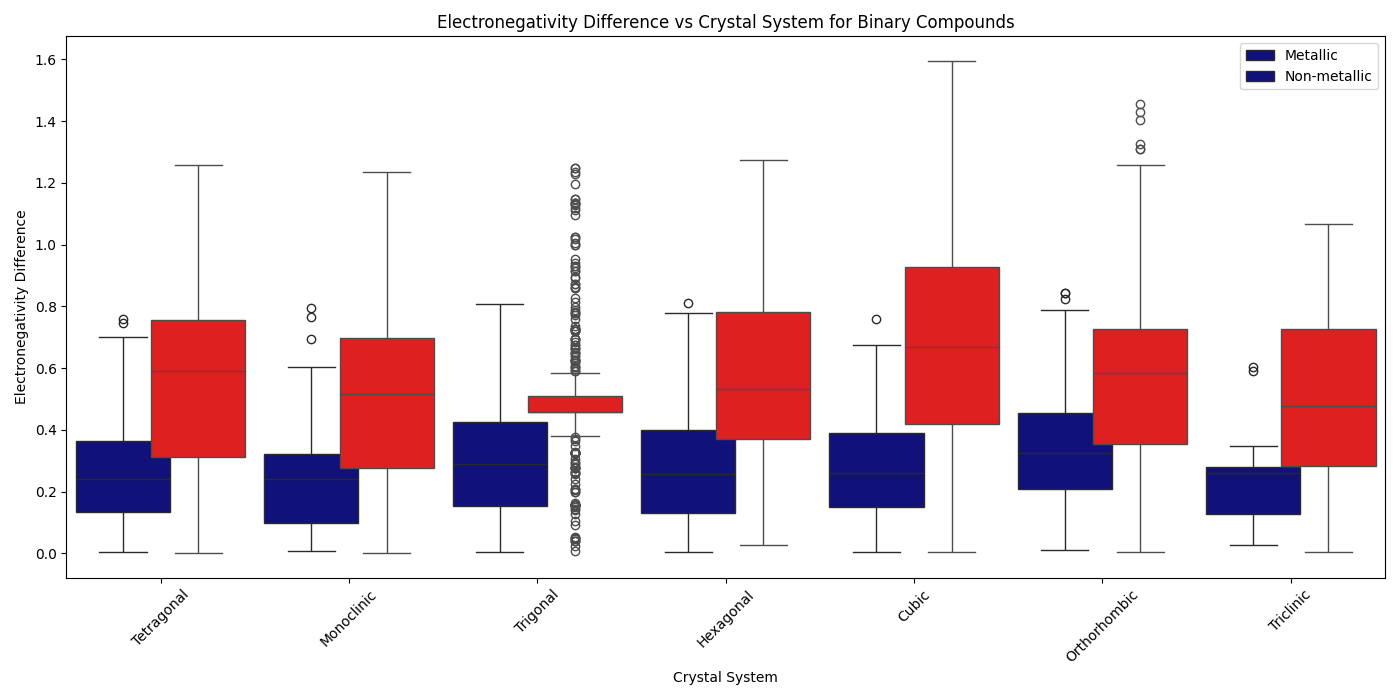 Electronegativity Difference vs Crystal System for Binary Compounds
Metallic
Non-metallic
Electronegativity Difference
1.6
1.4
1.2
1.0
0.8
0.6
0.4
0.2
0.0
Tetragonal
Monoclinic
Trigonal
Hexagonal
Cubic
Orthorhombic
Triclinic
Crystal System